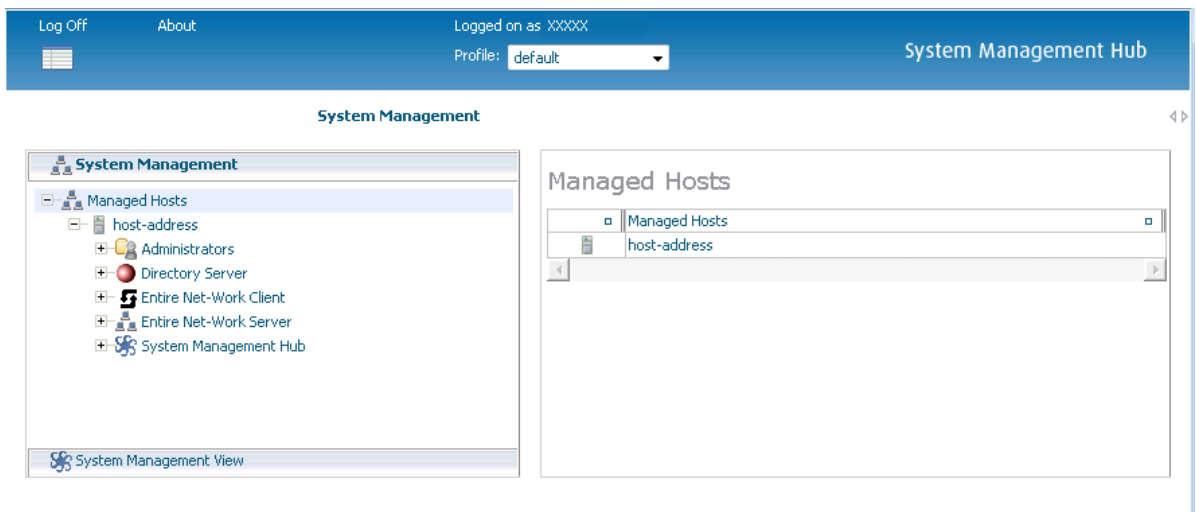 Log Off About Logged on as XXXXX
Profile: default
System Management Hub
System Management
System Management
Managed Hosts
host-address
Administrators
Directory Server
Entire Net-Work Client
Entire Net-Work Server
System Management Hub
System Management View
Managed Hosts
Managed Hosts
host-address